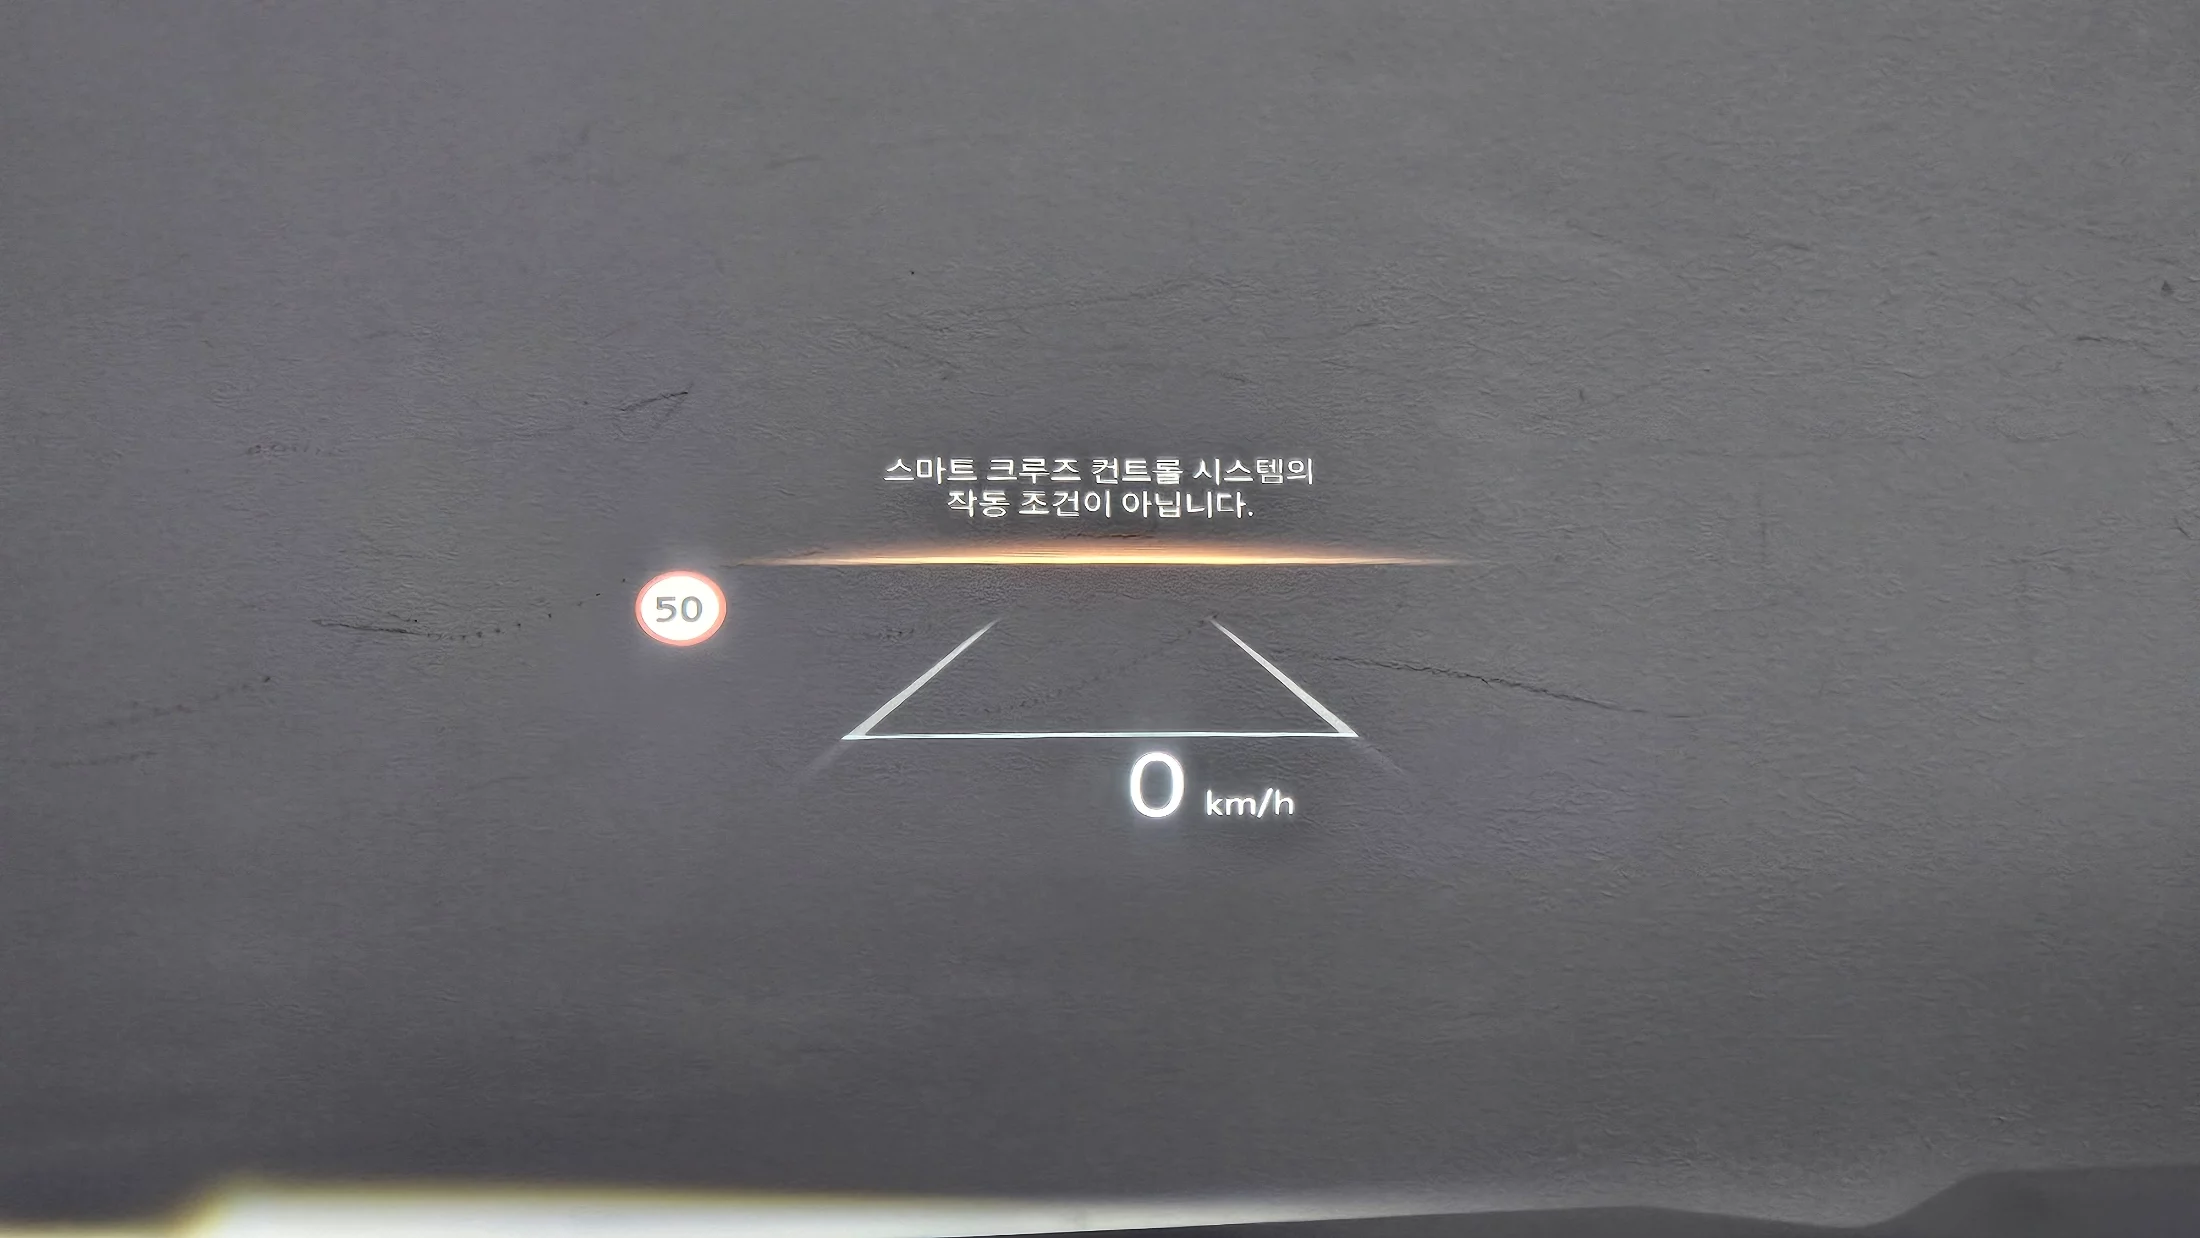 스마트 크루즈 컨트롤 시스템의
작동 조건이 아닙니다.
50
0 km/h